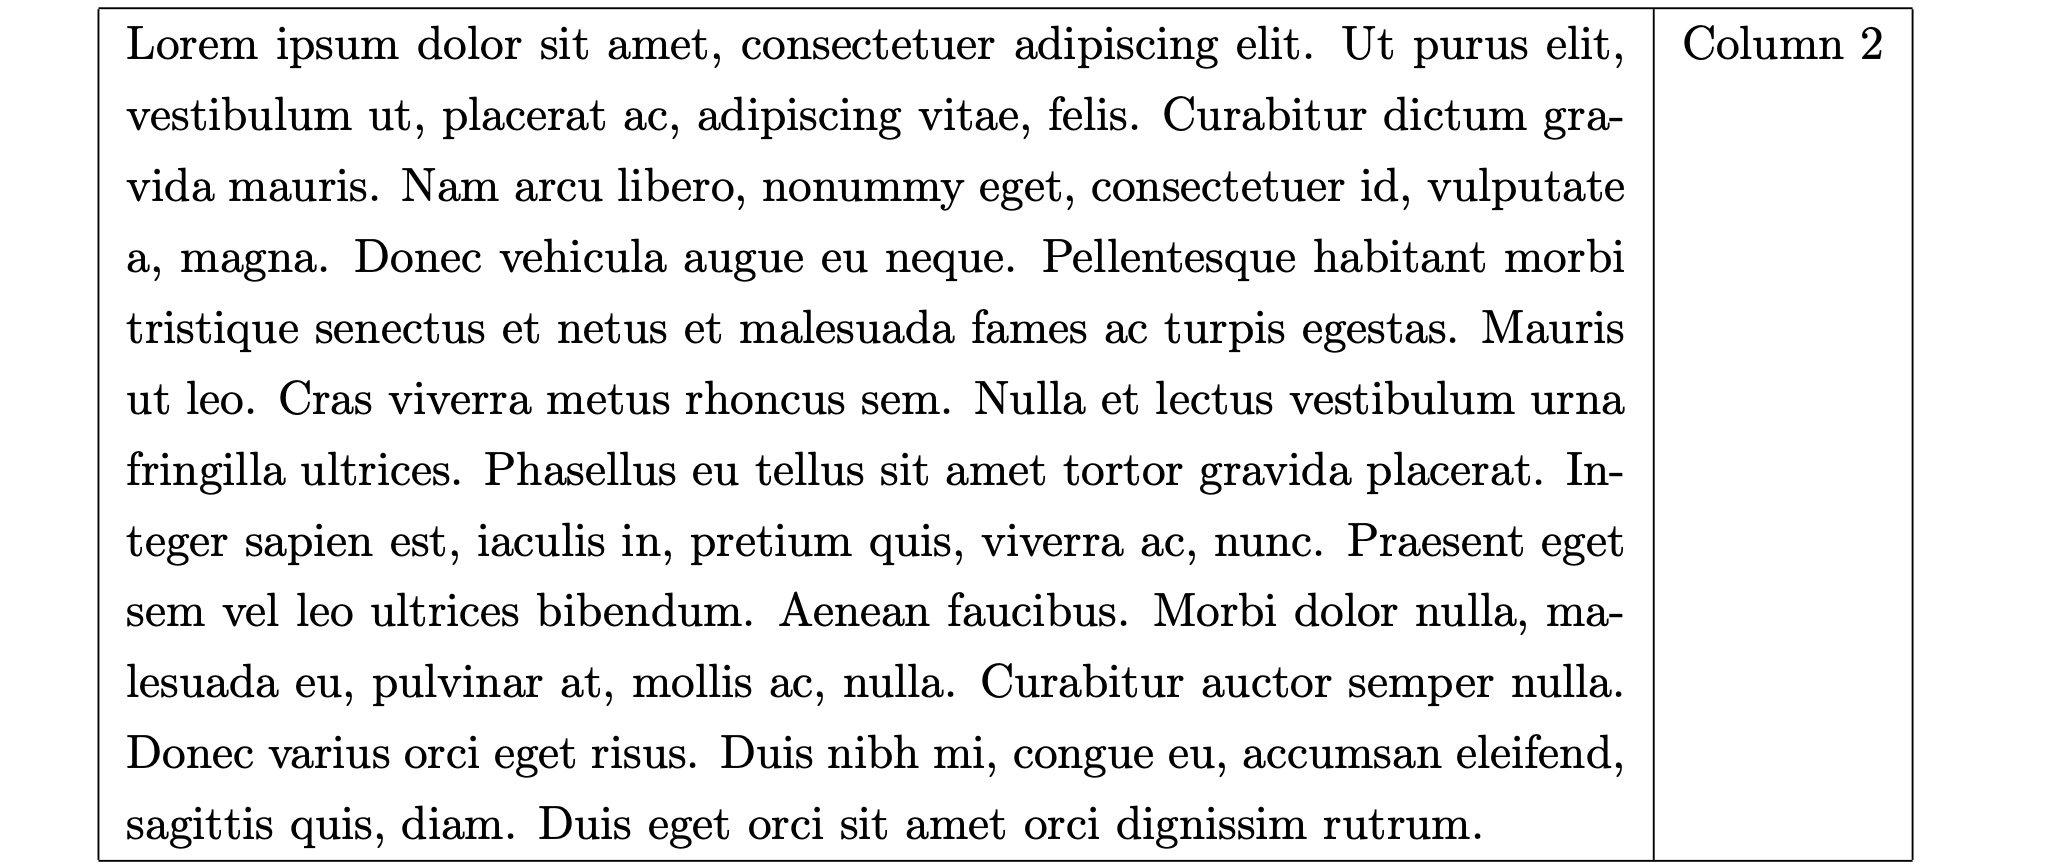 Lorem ipsum dolor sit amet, consectetuer adipiscing elit. Ut purus elit,
vestibulum ut, placerat ac, adipiscing vitae, felis. Curabitur dictum gra-
vida mauris. Nam arcu libero, nonummy eget, consectetuer id, vulputate
a, magna. Donec vehicula augue eu neque. Pellentesque habitant morbi
tristique senectus et netus et malesuada fames ac turpis egestas. Mauris
ut leo. Cras viverra metus rhoncus sem. Nulla et lectus vestibulum urna
fringilla ultrices. Phasellus eu tellus sit amet tortor gravida placerat. In-
teger sapien est, iaculis in, pretium quis, viverra ac, nunc. Praesent eget
sem vel leo ultrices bibendum. Aenean faucibus. Morbi dolor nulla, ma-
lesuada eu, pulvinar at, mollis ac, nulla. Curabitur auctor semper nulla.
Donec varius orci eget risus. Duis nibh mi, congue eu, accumsan eleifend,
sagittis quis, diam. Duis eget orci sit amet orci dignissim rutrum.
Column 2